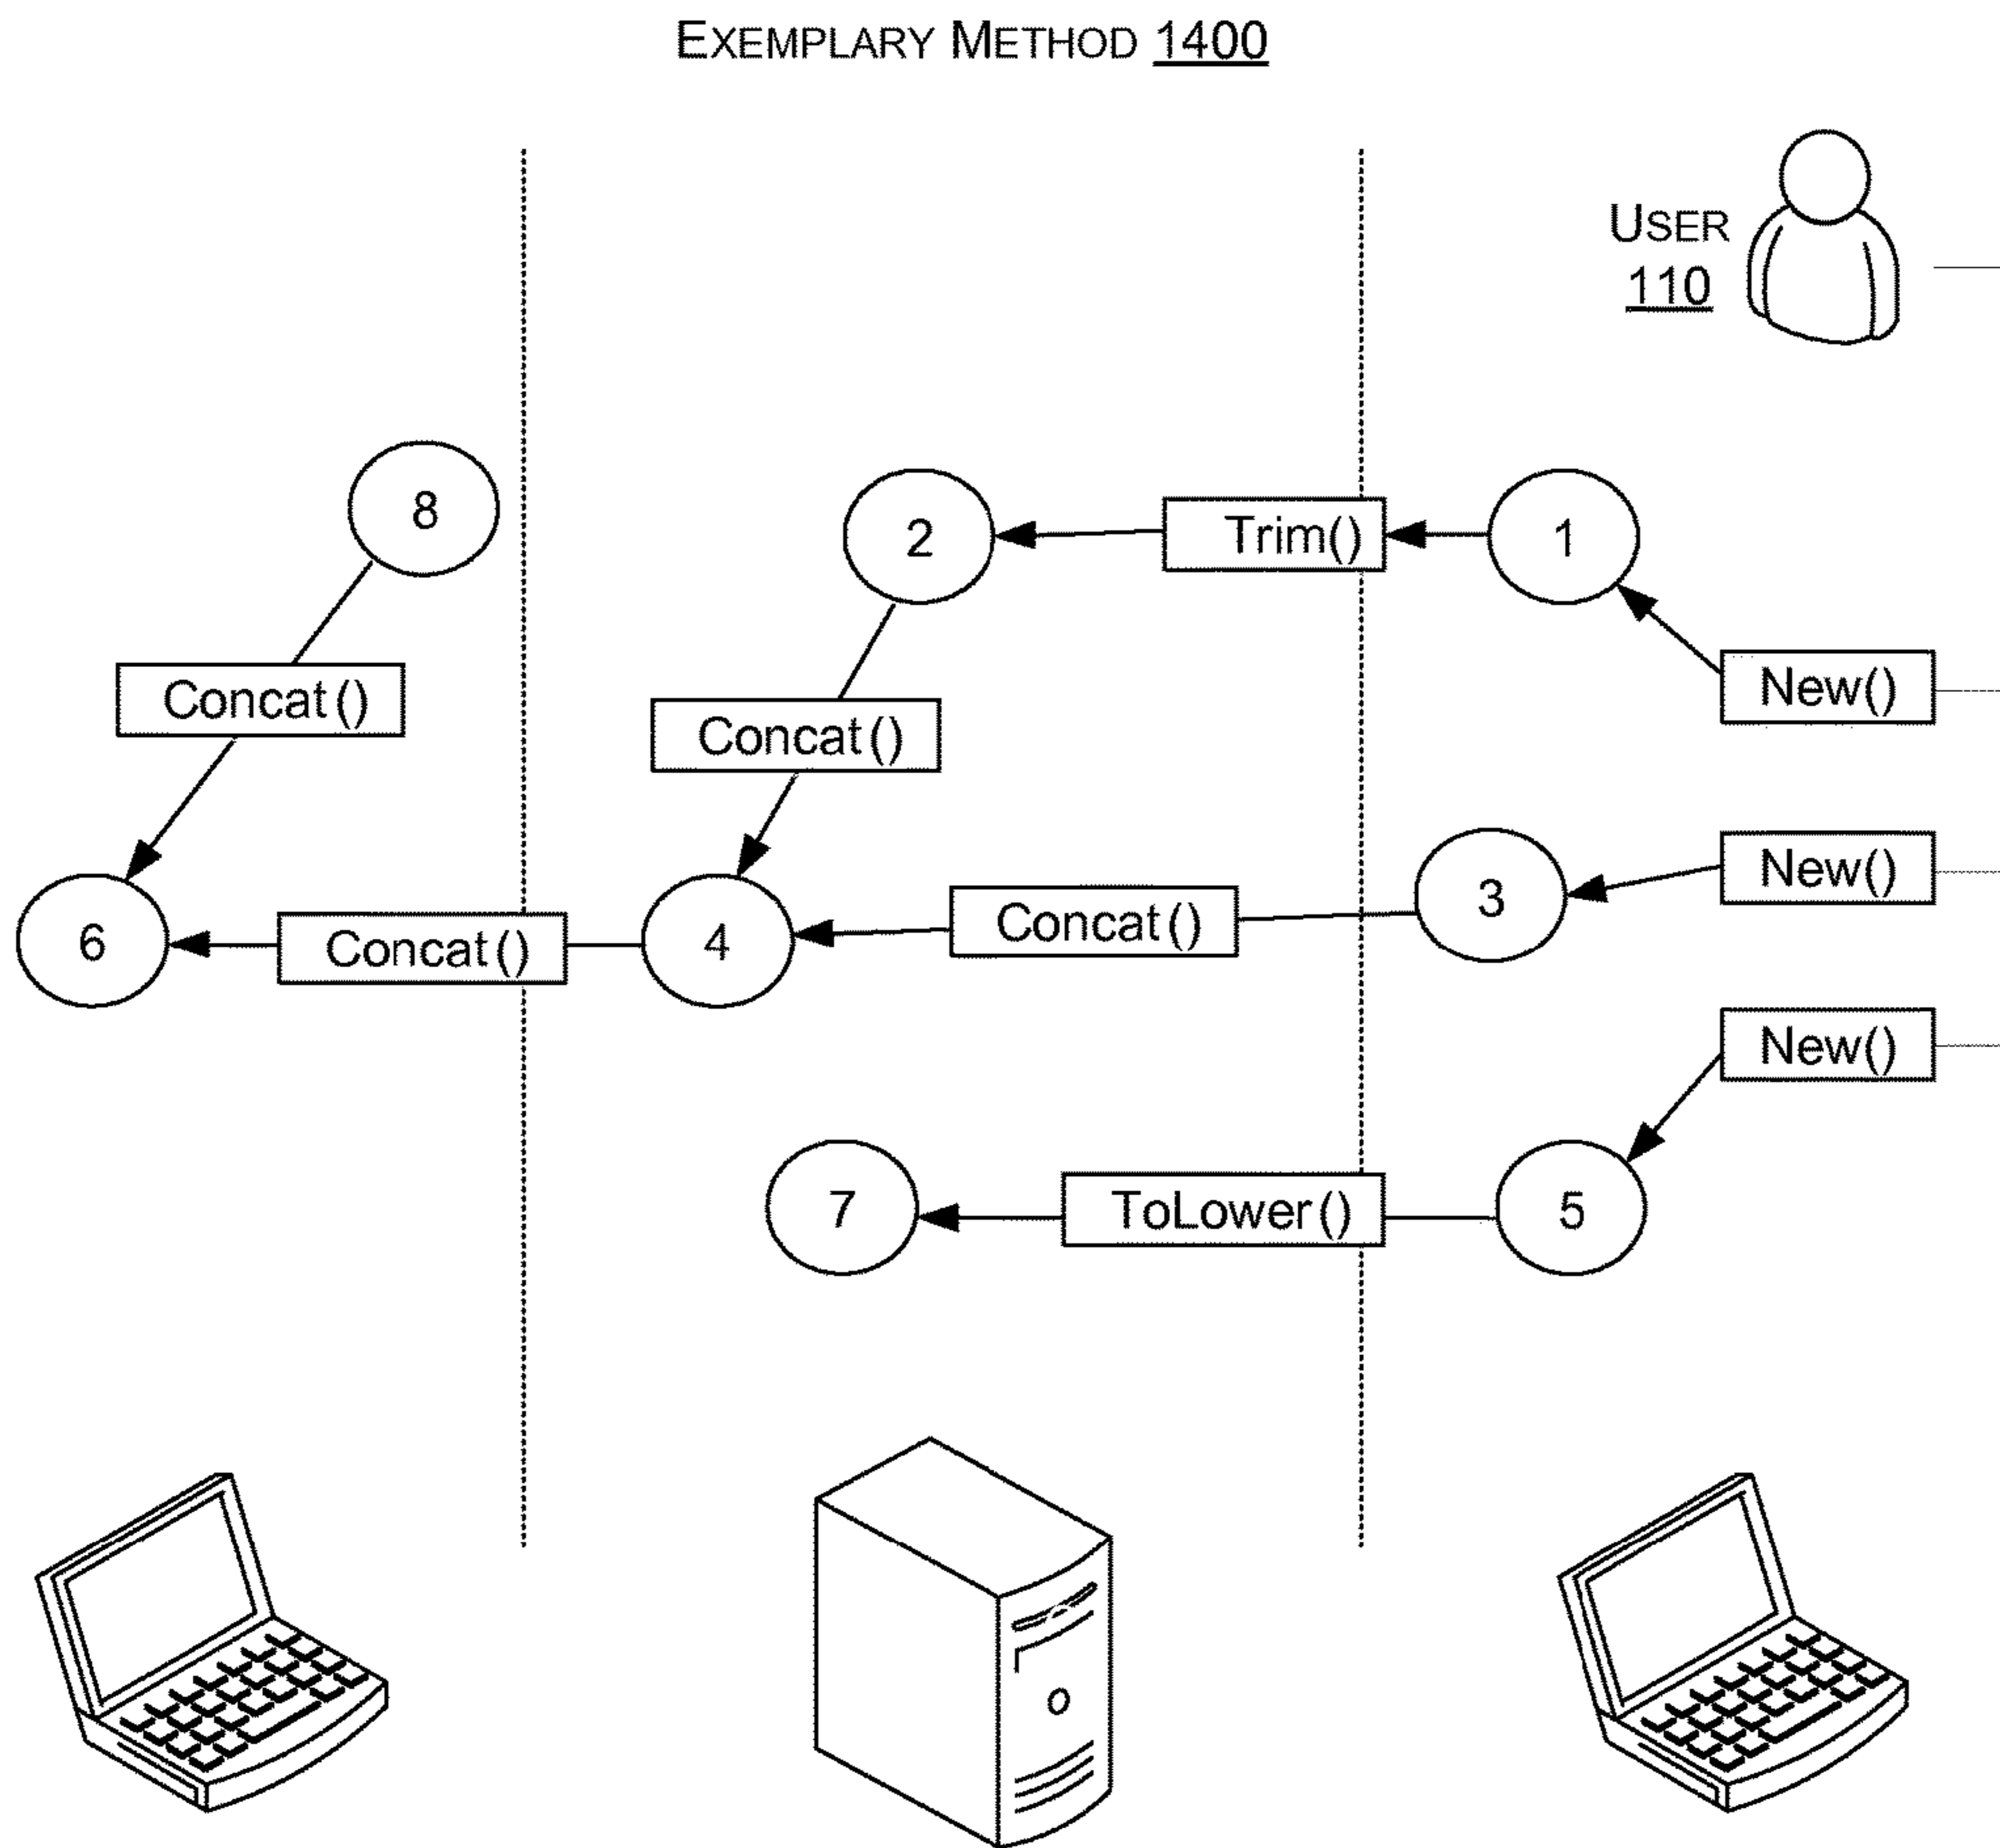 EXEMPLARY METHOD 1400
USER
110
8
2
Trim()
1
Concat()
New()
Concat()
3
New()
6
Concat()
4
Concat()
New()
7
ToLower()
5